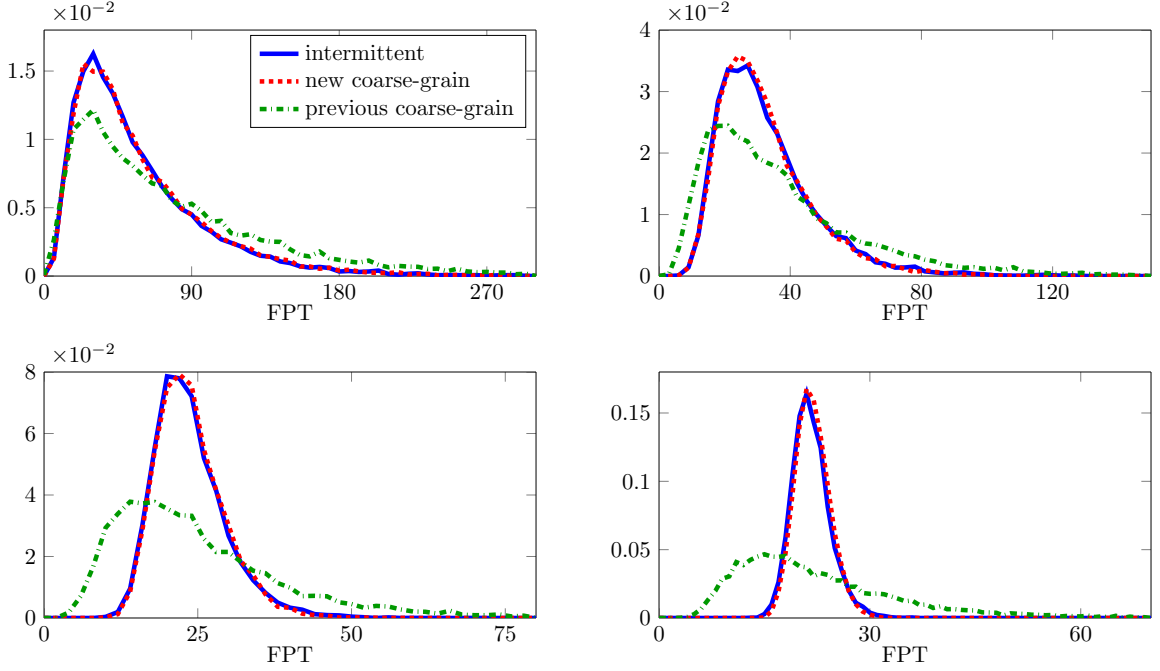 ×10⁻²
1.5
1
0.5
0
intermittent
new coarse-grain
previous coarse-grain
0 90 180 270
FPT
×10⁻²
4
3
2
1
0
0 40 80 120
FPT
×10⁻²
8
6
4
2
0
0 25 50 75
FPT
0.15
0.1
0.05
0
0 30 60
FPT